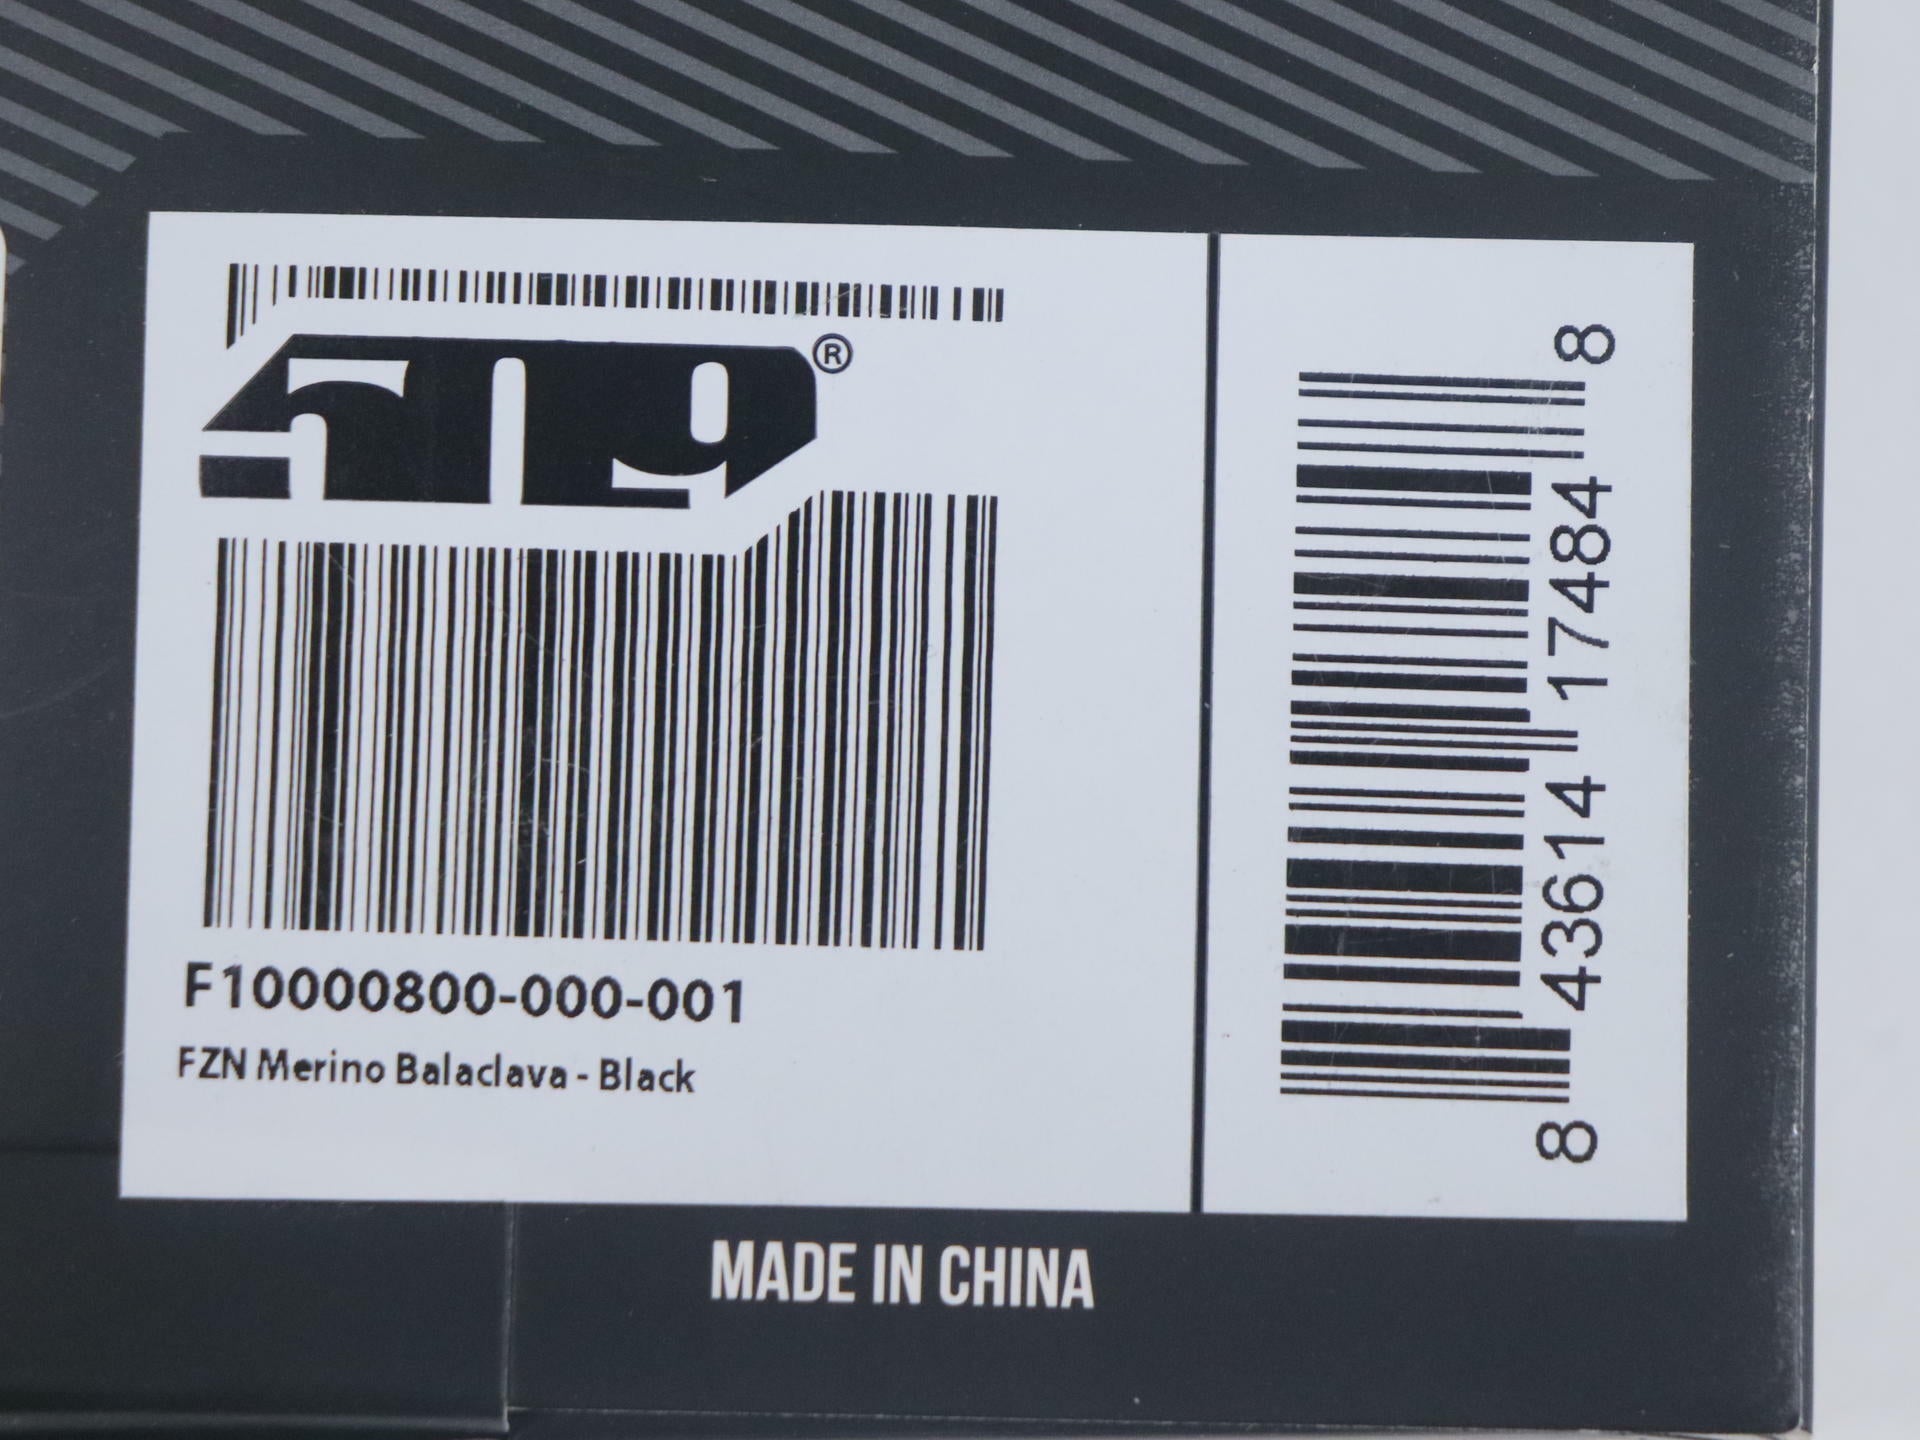 509®
F10000800-000-001
FZN Merino Balaclava - Black
8 43614 17484 8
MADE IN CHINA